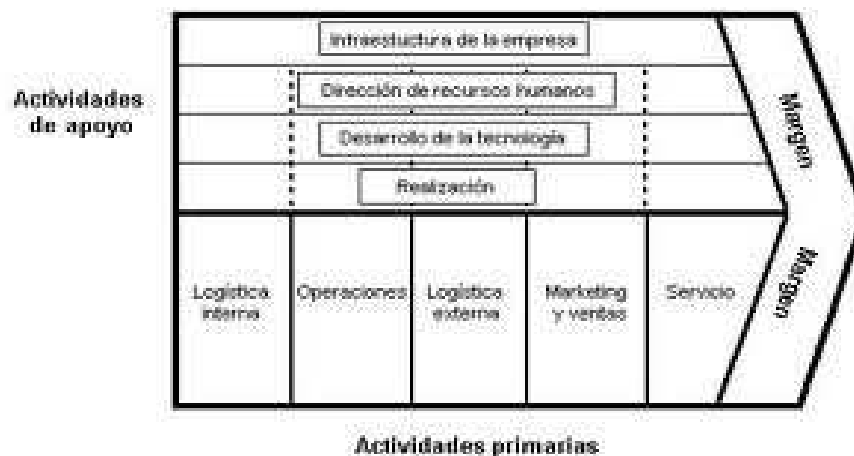 Infraestuctura de la empresa
Actividades
de apoyo
Dirección de recursos humanos
Desarrollo de la tecnología
Realización
Margen
Margen
Logística
interna
Operaciones
Logística
externa
Marketing
y ventas
Servicio
Actividades primarias